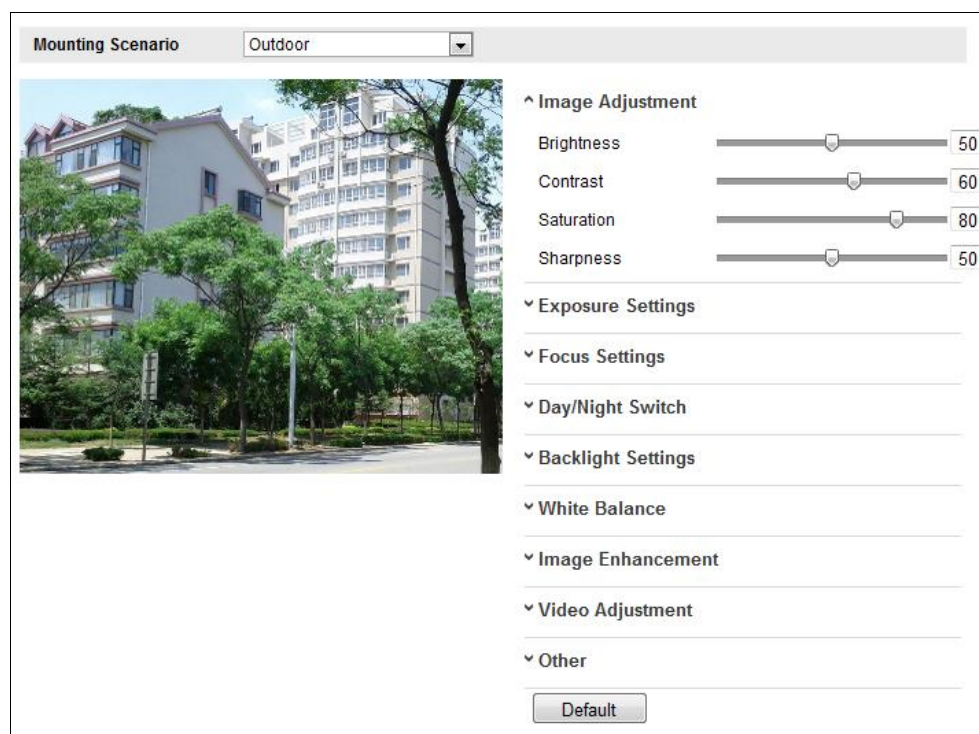 Mounting Scenario Outdoor
Image Adjustment
Brightness 50
Contrast 60
Saturation 80
Sharpness 50
Exposure Settings
Focus Settings
Day/Night Switch
Backlight Settings
White Balance
Image Enhancement
Video Adjustment
Other
Default